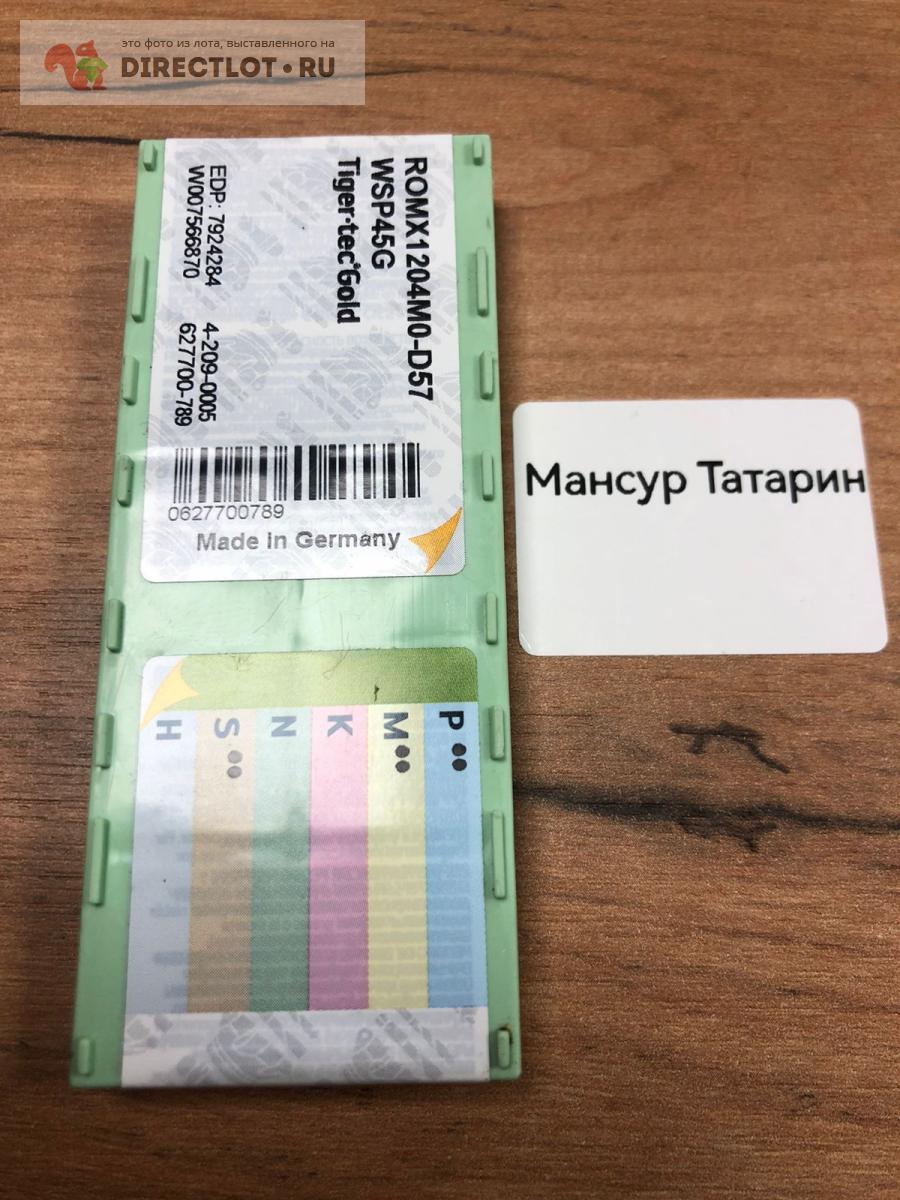 это фото из лота, выставленного на
DIRECTLOT•RU
ROMX1204M0-D57
WSP45G
Tiger·tec®Gold
EDP: 7924284 4-209-0005
W007566870 627700-789
0627700789
Made in Germany
Мансур Татарин
P ●●
M ●●
K
N
S ●●
H